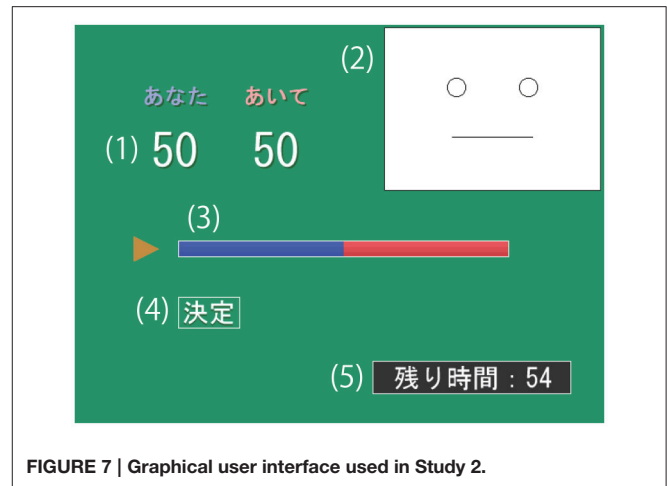 (2)
あなた あいて
(1) 50 50
(3)
(4) 決定
(5) 残り時間：54
FIGURE 7 | Graphical user interface used in Study 2.